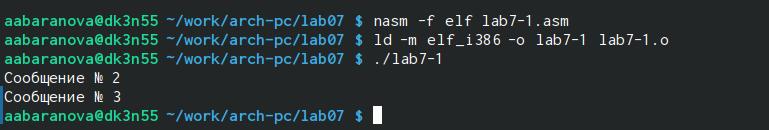 aabaranova@dk3n55 ~/work/arch-pc/lab07 $ nasm -f elf lab7-1.asm
aabaranova@dk3n55 ~/work/arch-pc/lab07 $ ld -m elf_i386 -o lab7-1 lab7-1.o
aabaranova@dk3n55 ~/work/arch-pc/lab07 $ ./lab7-1
Сообщение № 2
Сообщение № 3
aabaranova@dk3n55 ~/work/arch-pc/lab07 $